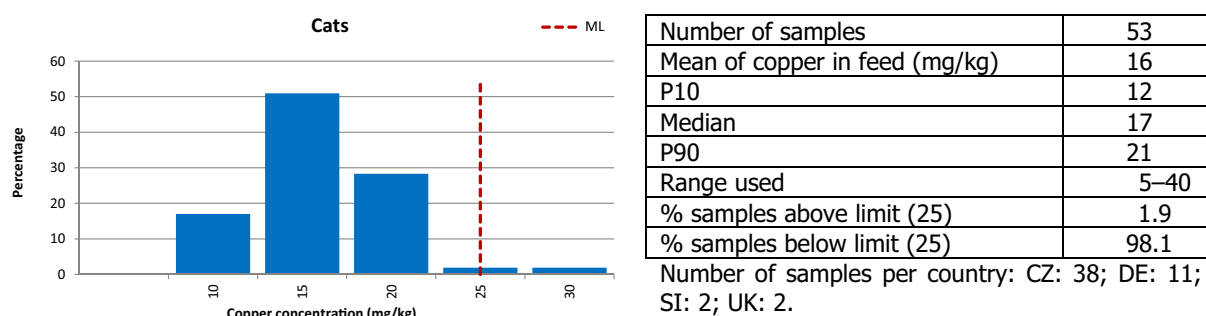 Cats
ML
60
50
40
30
20
10
0
Percentage
10
15
20
25
30
Copper concentration (mg/kg)
Number of samples 53
Mean of copper in feed (mg/kg) 16
P10 12
Median 17
P90 21
Range used 5–40
% samples above limit (25) 1.9
% samples below limit (25) 98.1
Number of samples per country: CZ: 38; DE: 11;
SI: 2; UK: 2.